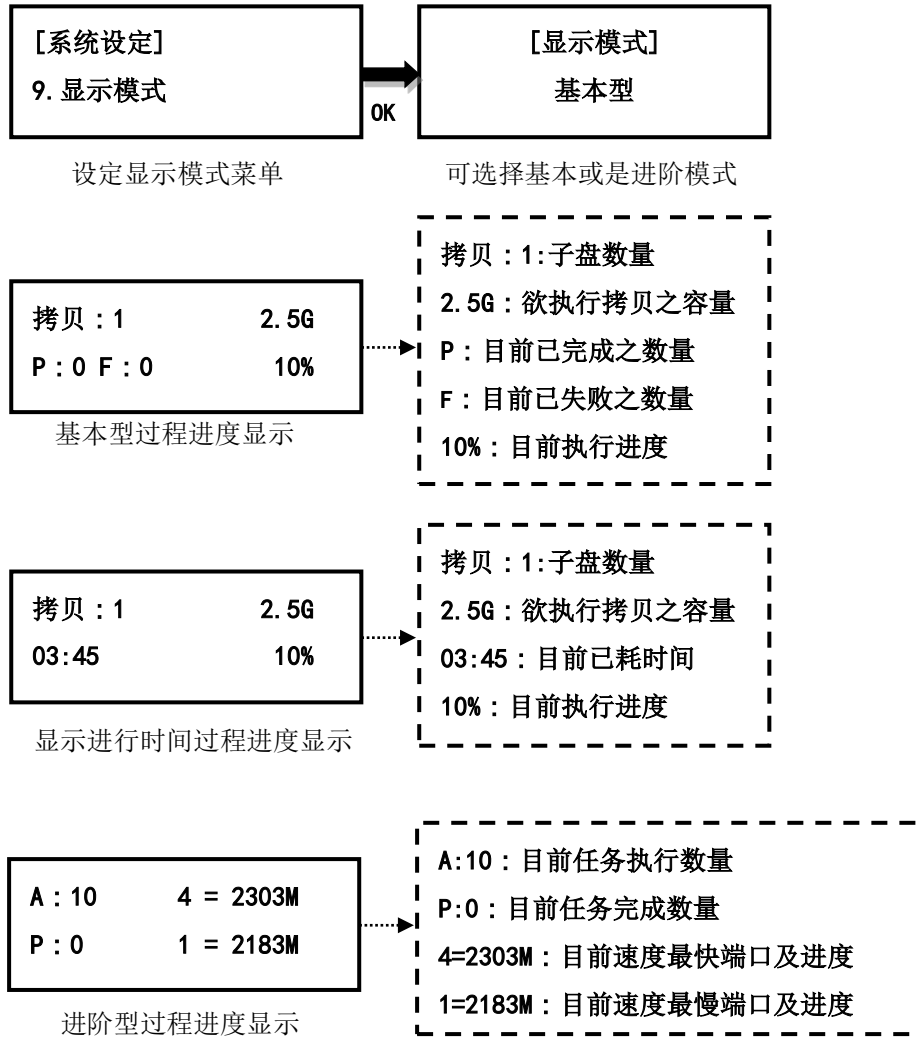 [系统设定]
9. 显示模式
OK
[显示模式]
基本型
设定显示模式菜单
可选择基本或是进阶模式
拷贝：1 2.5G
P：0 F：0 10%
基本型过程进度显示
拷贝：1:子盘数量
2.5G：欲执行拷贝之容量
P：目前已完成之数量
F：目前已失败之数量
10%：目前执行进度
拷贝：1 2.5G
03:45 10%
显示进行时间过程进度显示
拷贝：1:子盘数量
2.5G：欲执行拷贝之容量
03:45：目前已耗时间
10%：目前执行进度
A：10 4 = 2303M
P：0 1 = 2183M
进阶型过程进度显示
A:10：目前任务执行数量
P:0：目前任务完成数量
4=2303M：目前速度最快端口及进度
1=2183M：目前速度最慢端口及进度